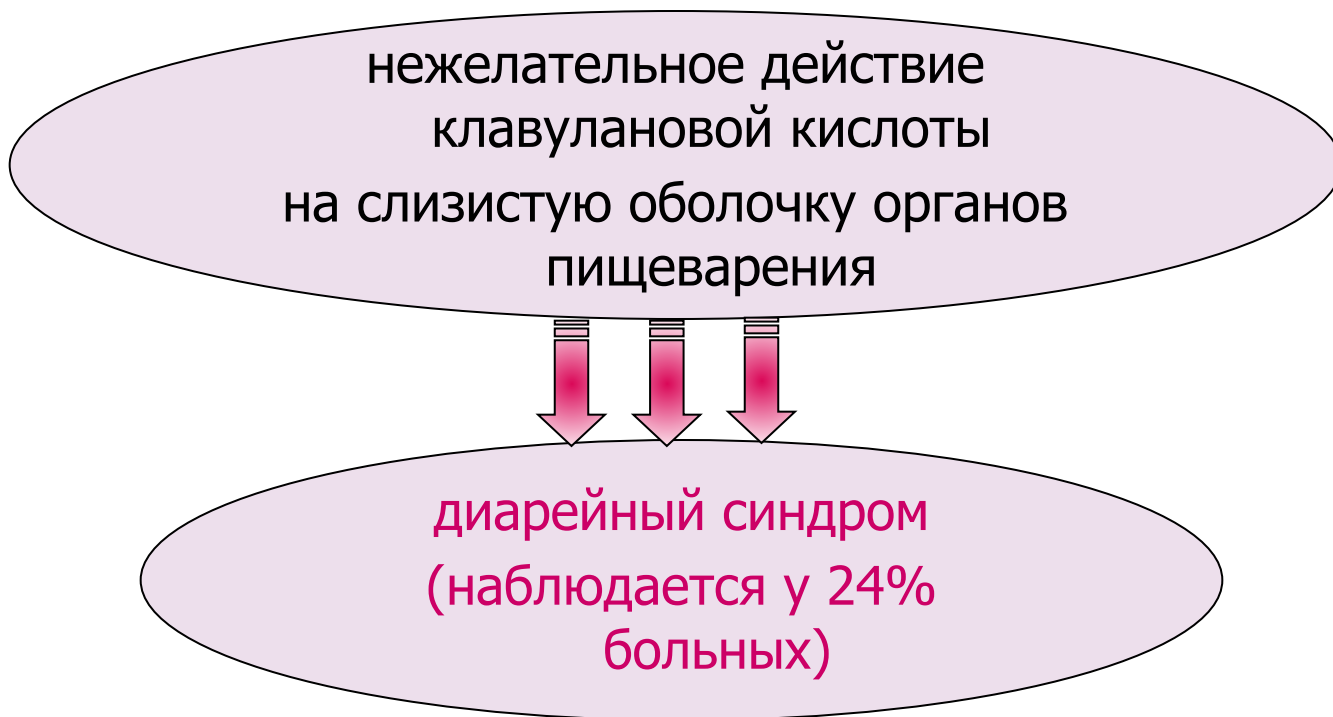 нежелательное действие
клавулановой кислоты
на слизистую оболочку органов
пищеварения
диарейный синдром
(наблюдается у 24%
больных)